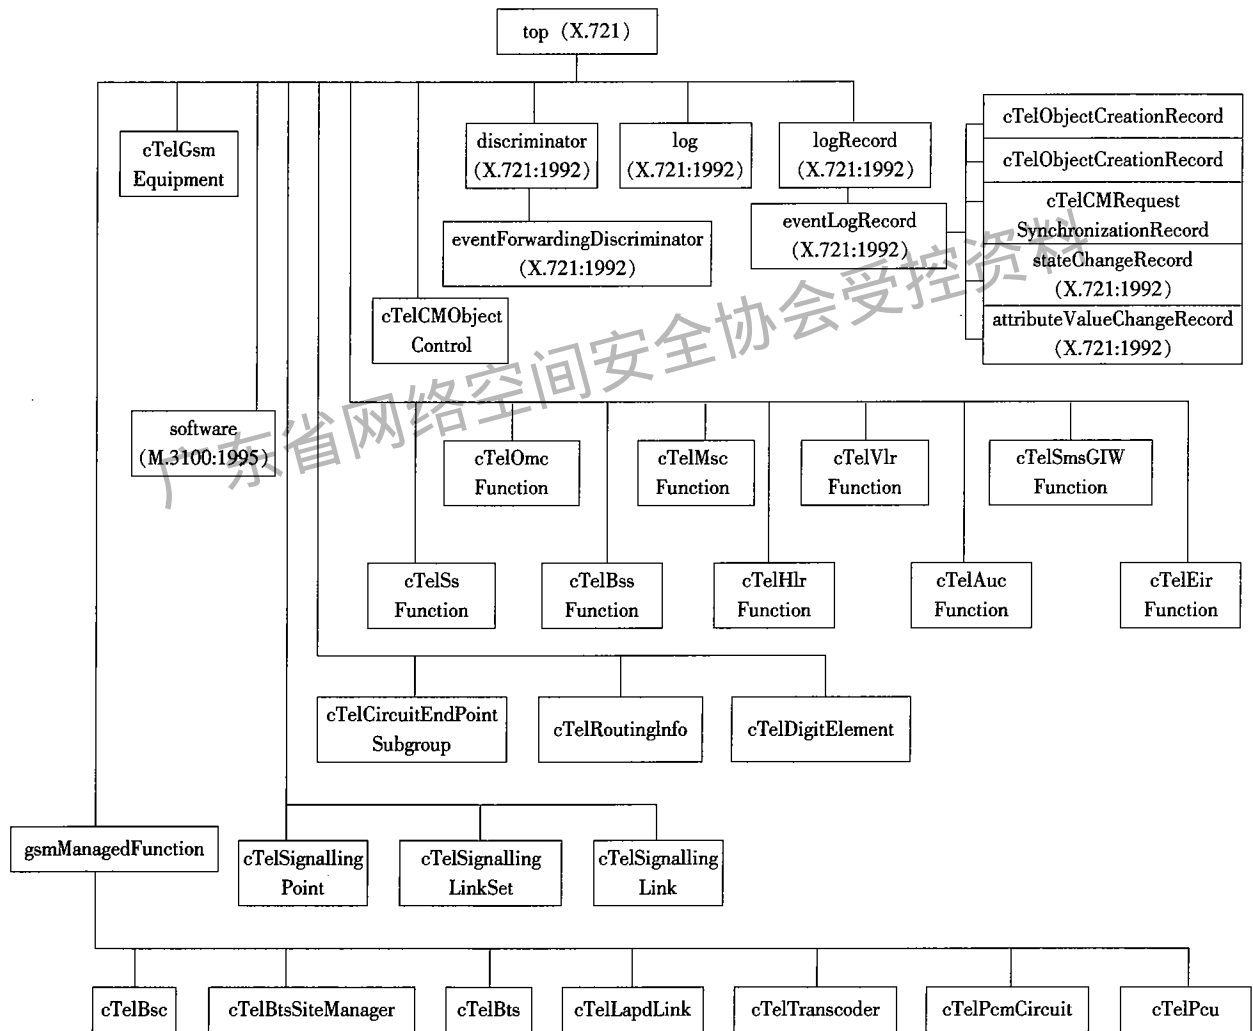 top (X.721)
cTelGsm
Equipment
discriminator
(X.721:1992)
log
(X.721:1992)
logRecord
(X.721:1992)
cTelObjectCreationRecord
cTelObjectCreationRecord
cTelCMRequest
SynchronizationRecord
stateChangeRecord
(X.721:1992)
attributeValueChangeRecord
(X.721:1992)
eventForwardingDiscriminator
(X.721:1992)
eventLogRecord
(X.721:1992)
cTelCMObject
Control
广东省网络空间安全协会受控资料
software
(M.3100:1995)
cTelOmc
Function
cTelMsc
Function
cTelVlr
Function
cTelSmsGIW
Function
cTelSs
Function
cTelBss
Function
cTelHlr
Function
cTelAuc
Function
cTelEir
Function
cTelCircuitEndPoint
Subgroup
cTelRoutingInfo
cTelDigitElement
gsmManagedFunction
cTelSignalling
Point
cTelSignalling
LinkSet
cTelSignalling
Link
cTelBsc
cTelBtsSiteManager
cTelBts
cTelLapdLink
cTelTranscoder
cTelPcmCircuit
cTelPcu